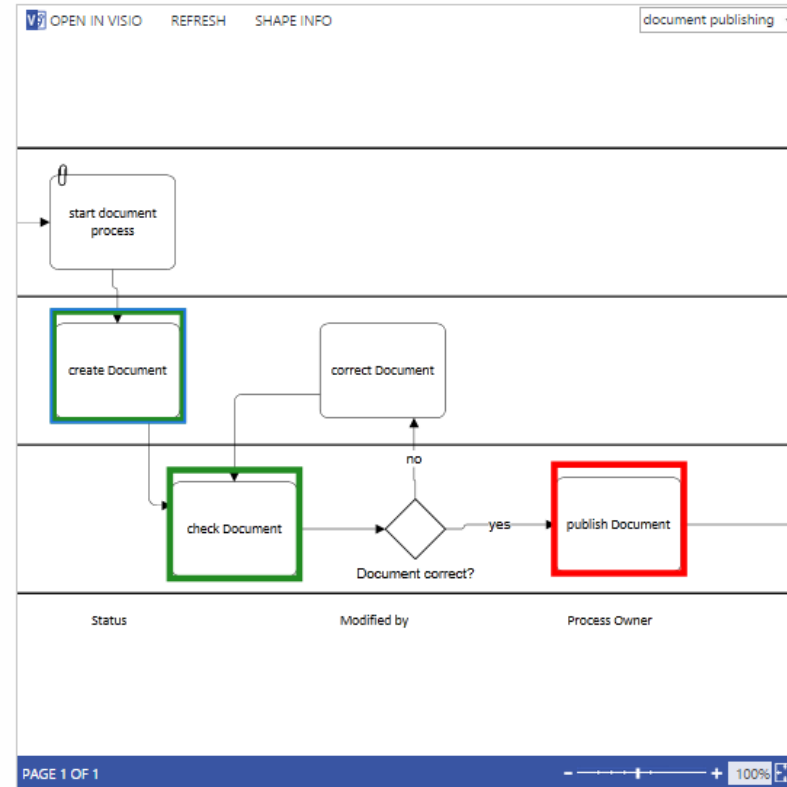 OPEN IN VISIO REFRESH SHAPE INFO document publishing
start document
process
create Document
correct Document
no
check Document
yes
publish Document
Document correct?
Status Modified by Process Owner
PAGE 1 OF 1 100%